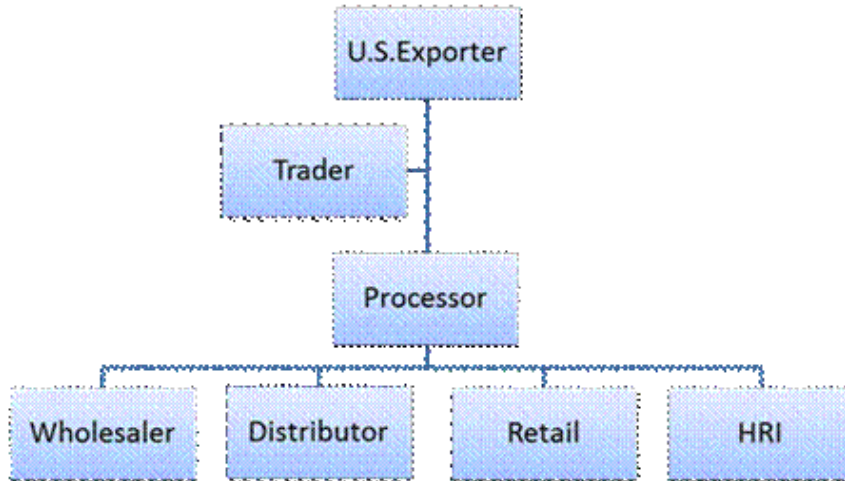 U.S.Exporter
Trader
Processor
Wholesaler
Distributor
Retail
HRI